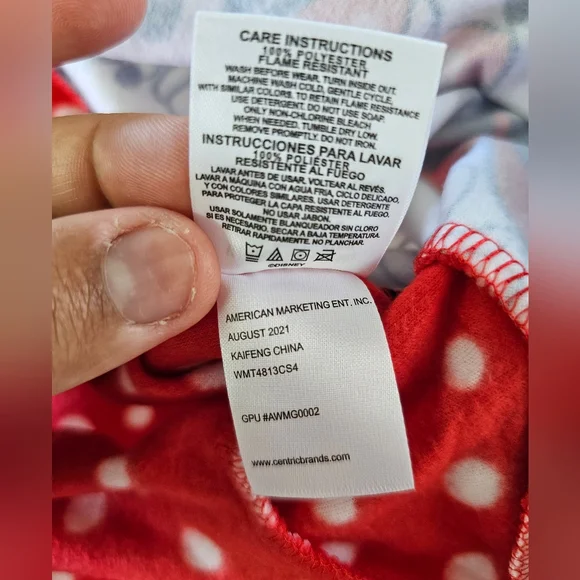 CARE INSTRUCTIONS
100% POLYESTER
FLAME RESISTANT
WASH BEFORE WEAR. TURN INSIDE OUT.
MACHINE WASH COLD, GENTLE CYCLE,
WITH SIMILAR COLORS. TO RETAIN FLAME RESISTANCE
USE DETERGENT. DO NOT USE SOAP.
ONLY NON-CHLORINE BLEACH
WHEN NEEDED. TUMBLE DRY LOW.
REMOVE PROMPTLY. DO NOT IRON.
INSTRUCCIONES PARA LAVAR
100% POLIÉSTER
RESISTENTE AL FUEGO
LAVAR ANTES DE USAR. VOLTEAR AL REVÉS.
LAVAR A MÁQUINA CON AGUA FRIA, CICLO DELICADO,
Y CON COLORES SIMILARES. USAR DETERGENTE
PARA PROTEGER LA CAPA RESISTENTE AL FUEGO.
NO USAR JABON.
USAR SOLAMENTE BLANQUEADOR SIN CLORO
SI ES NECESARIO. SECAR A BAJA TEMPERATURA.
RETIRAR RAPIDAMENTE. NO PLANCHAR.
©DISNEY
AMERICAN MARKETING ENT. INC.
AUGUST 2021
KAIFENG CHINA
WMT4813CS4
GPU #AWMG0002
www.centricbrands.com